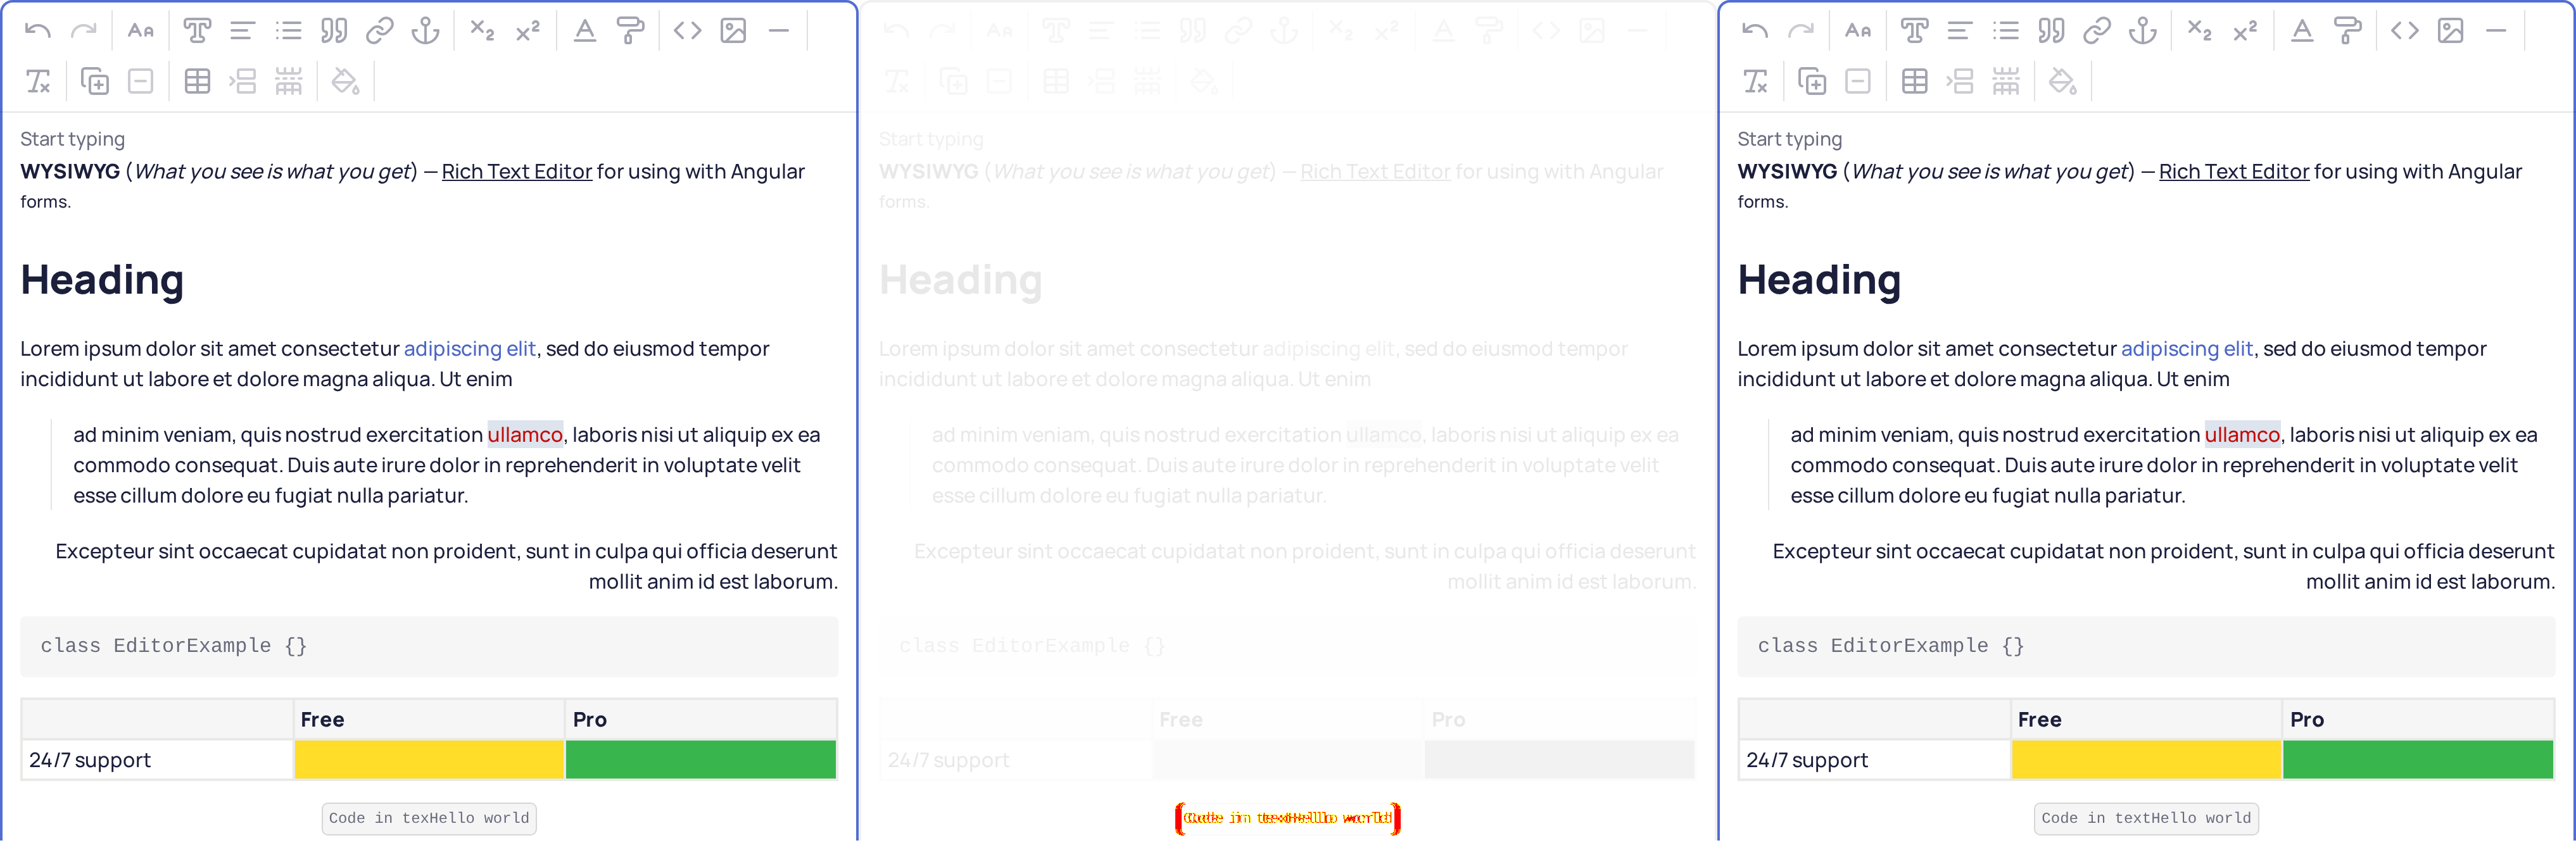 Start typing
WYSIWYG (What you see is what you get) — Rich Text Editor for using with Angular
forms.
Heading
Lorem ipsum dolor sit amet consectetur adipiscing elit, sed do eiusmod tempor
incididunt ut labore et dolore magna aliqua. Ut enim
ad minim veniam, quis nostrud exercitation ullamco, laboris nisi ut aliquip ex ea
commodo consequat. Duis aute irure dolor in reprehenderit in voluptate velit
esse cillum dolore eu fugiat nulla pariatur.
Excepteur sint occaecat cupidatat non proident, sunt in culpa qui officia deserunt
mollit anim id est laborum.
class EditorExample {}
Free Pro
24/7 support
Code in texHello world
Start typing
WYSIWYG (What you see is what you get) — Rich Text Editor for using with Angular
forms.
Heading
Lorem ipsum dolor sit amet consectetur adipiscing elit, sed do eiusmod tempor
incididunt ut labore et dolore magna aliqua. Ut enim
ad minim veniam, quis nostrud exercitation ullamco, laboris nisi ut aliquip ex ea
commodo consequat. Duis aute irure dolor in reprehenderit in voluptate velit
esse cillum dolore eu fugiat nulla pariatur.
Excepteur sint occaecat cupidatat non proident, sunt in culpa qui officia deserunt
mollit anim id est laborum.
class EditorExample {}
Free Pro
24/7 support
Code in
Start typing
WYSIWYG (What you see is what you get) — Rich Text Editor for using with Angular
forms.
Heading
Lorem ipsum dolor sit amet consectetur adipiscing elit, sed do eiusmod tempor
incididunt ut labore et dolore magna aliqua. Ut enim
ad minim veniam, quis nostrud exercitation ullamco, laboris nisi ut aliquip ex ea
commodo consequat. Duis aute irure dolor in reprehenderit in voluptate velit
esse cillum dolore eu fugiat nulla pariatur.
Excepteur sint occaecat cupidatat non proident, sunt in culpa qui officia deserunt
mollit anim id est laborum.
class EditorExample {}
Free Pro
24/7 support
Code in textHello world